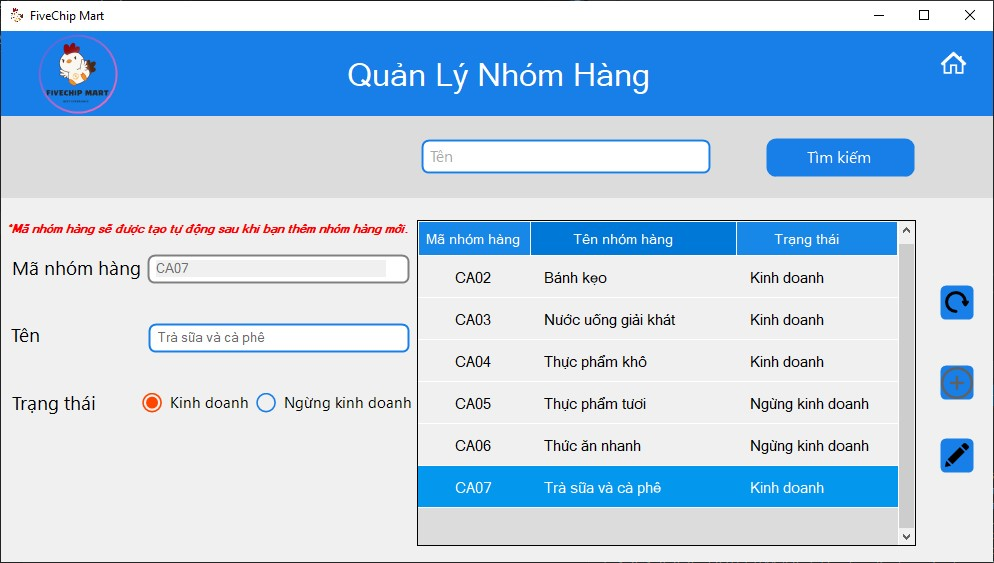 FiveChip Mart
FIVECHIP MART
Quản Lý Nhóm Hàng
Tên
Tìm kiếm
*Mã nhóm hàng sẽ được tạo tự động sau khi bạn thêm nhóm hàng mới.
Mã nhóm hàng CA07
Tên Trà sữa và cà phê
Trạng thái Kinh doanh Ngừng kinh doanh
Mã nhóm hàng Tên nhóm hàng Trạng thái
CA02 Bánh kẹo Kinh doanh
CA03 Nước uống giải khát Kinh doanh
CA04 Thực phẩm khô Kinh doanh
CA05 Thực phẩm tươi Ngừng kinh doanh
CA06 Thức ăn nhanh Ngừng kinh doanh
CA07 Trà sữa và cà phê Kinh doanh